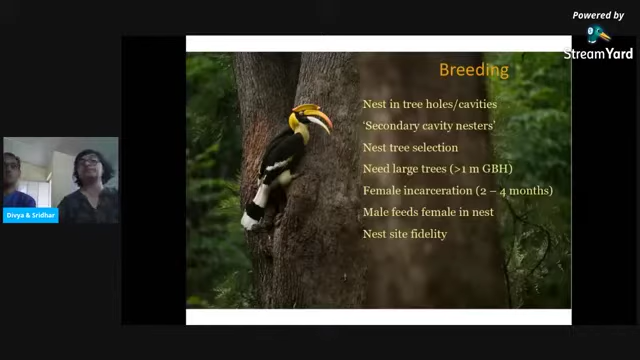 Powered by
StreamYard
Breeding
Nest in tree holes/cavities
'Secondary cavity nesters'
Nest tree selection
Need large trees (>1 m GBH)
Female incarceration (2 – 4 months)
Male feeds female in nest
Nest site fidelity
Divya & Sridhar